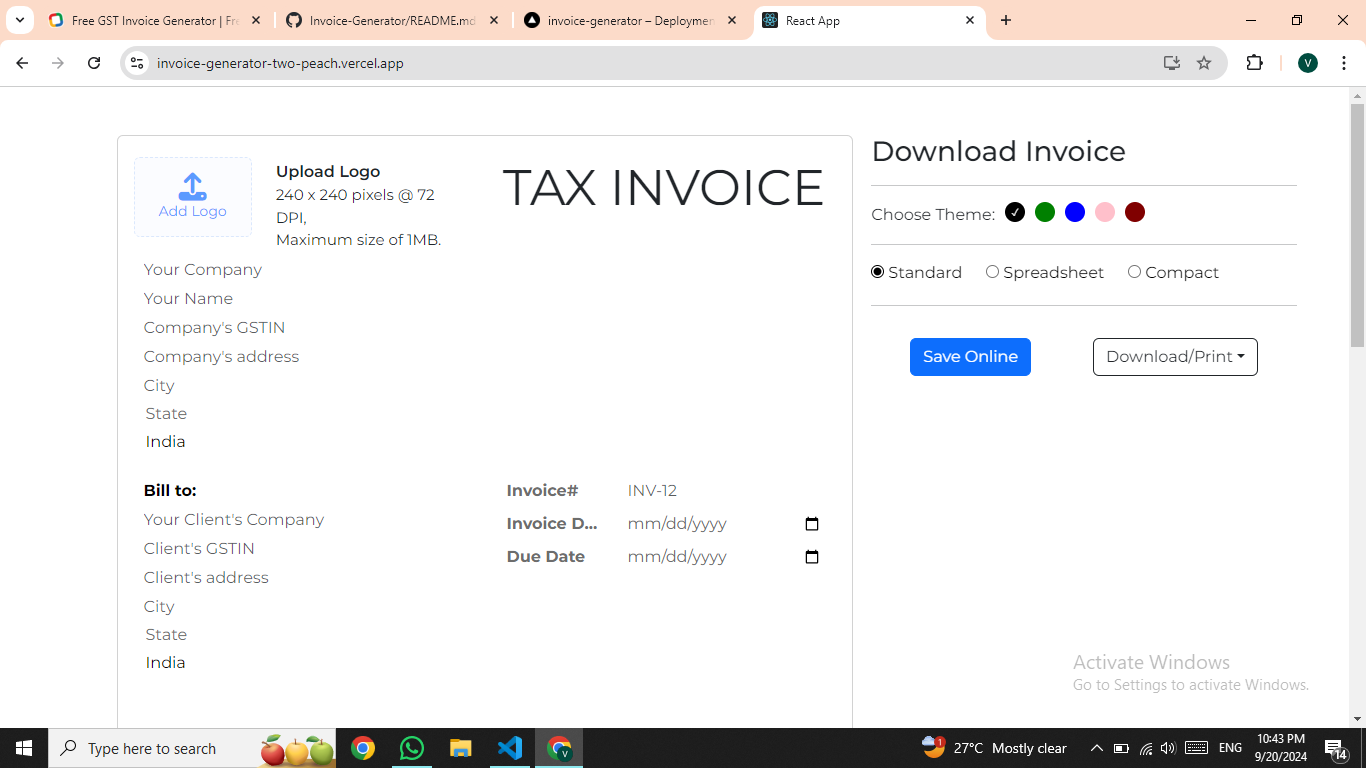 Free GST Invoice Generator | Fre
Invoice-Generator/README.md
invoice-generator – Deploymen
React App
invoice-generator-two-peach.vercel.app
V
Add Logo
Upload Logo
240 x 240 pixels @ 72
DPI,
Maximum size of 1MB.
TAX INVOICE
Your Company
Your Name
Company's GSTIN
Company's address
City
State
India
Bill to:
Your Client's Company
Client's GSTIN
Client's address
City
State
India
Invoice# INV-12
Invoice D... mm/dd/yyyy
Due Date mm/dd/yyyy
Download Invoice
Choose Theme:
Standard Spreadsheet Compact
Save Online Download/Print
Activate Windows
Go to Settings to activate Windows.
Type here to search
V
1
27°C Mostly clear
ENG
10:43 PM
9/20/2024
14